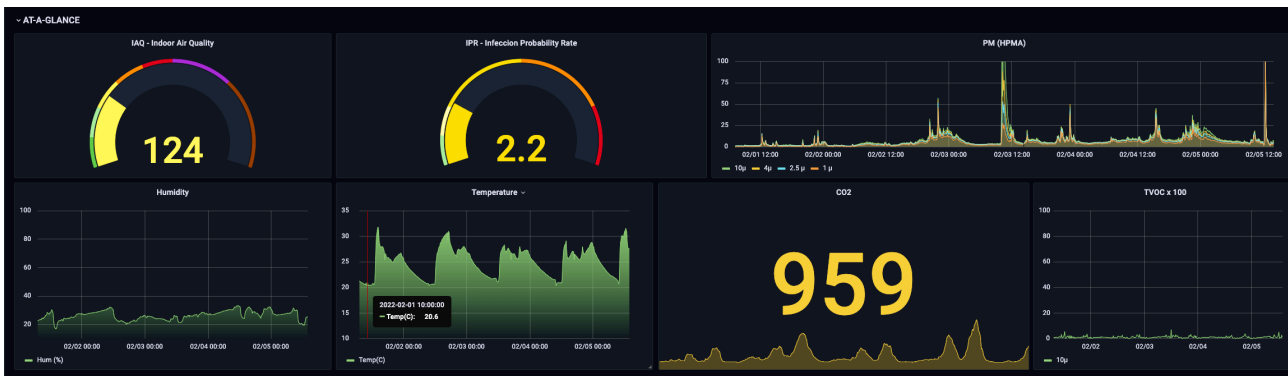 AT-A-GLANCE
IAQ - Indoor Air Quality
124
IPR - Infeccion Probability Rate
2.2
PM (HPMA)
100
75
50
25
0
02/01 12:00 02/02 00:00 02/02 12:00 02/03 00:00 02/03 12:00 02/04 00:00 02/04 12:00 02/05 00:00 02/05 12:00
10μ 4μ 2.5 μ 1 μ
Humidity
100
80
60
40
20
02/02 00:00 02/03 00:00 02/04 00:00 02/05 00:00
Hum (%)
Temperature
35
30
25
20
15
10
2022-02-01 10:00:00
Temp(C): 20.6
02/02 00:00 02/03 00:00 02/04 00:00 02/05 00:00
Temp(C)
CO2
959
TVOC x 100
100
80
60
40
20
0
02/02 02/03 02/04 02/05
10μ